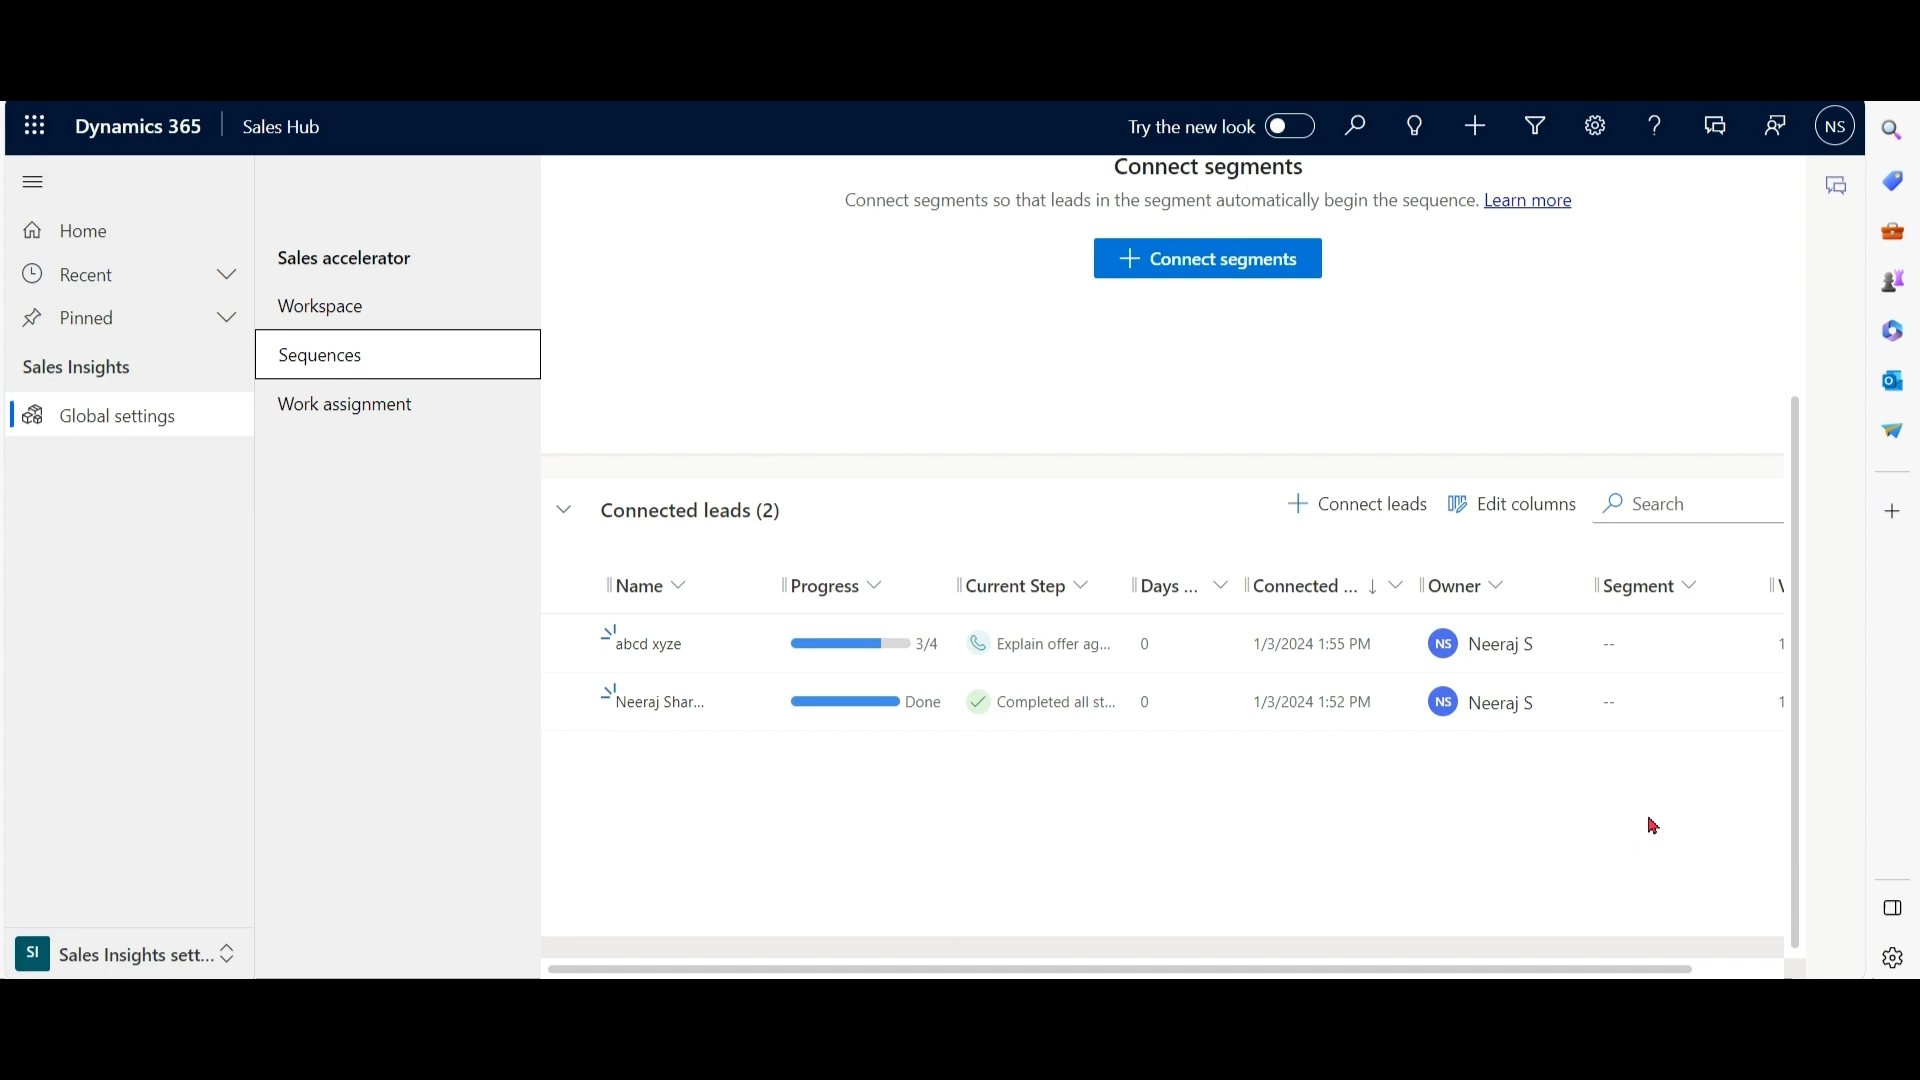 Dynamics 365 Sales Hub Try the new look NS
Connect segments
Connect segments so that leads in the segment automatically begin the sequence. Learn more
Connect segments
Home
Recent
Pinned
Sales Insights
Global settings
Sales accelerator
Workspace
Sequences
Work assignment
Connected leads (2) Connect leads Edit columns Search
Name Progress Current Step Days ... Connected ... Owner Segment
abcd xyze 3/4 Explain offer ag... 0 1/3/2024 1:55 PM NS Neeraj S -- 1
Neeraj Shar... Done Completed all st... 0 1/3/2024 1:52 PM NS Neeraj S -- 1
SI Sales Insights sett...